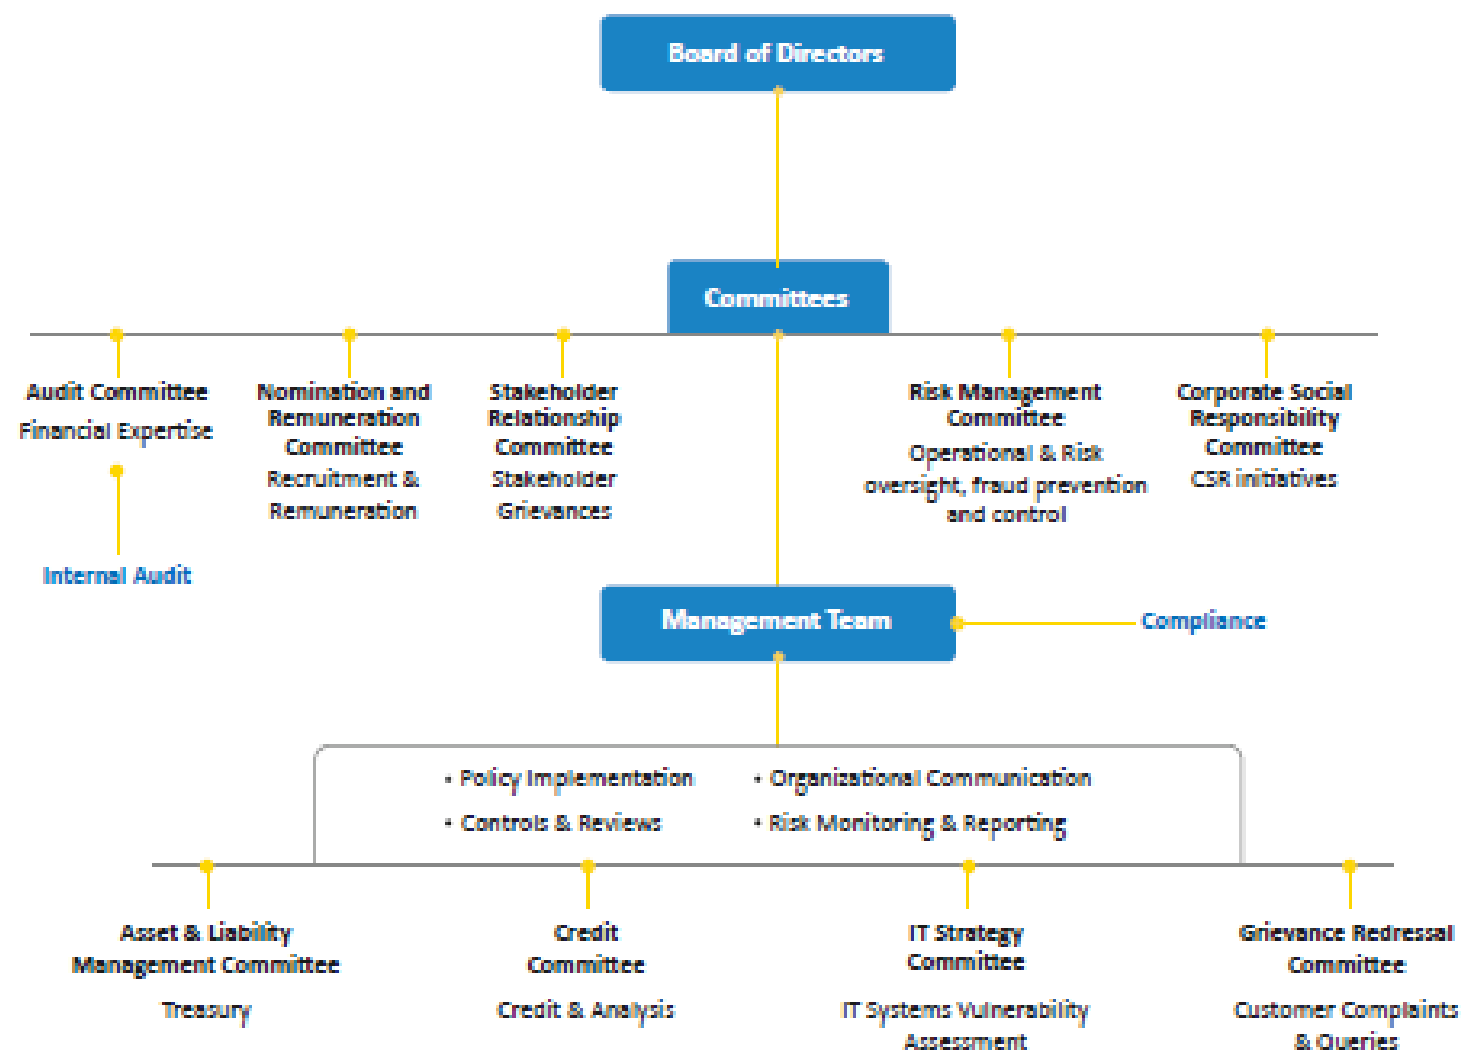 Board of Directors
Committees
Audit Committee
Financial Expertise
Internal Audit
Nomination and
Remuneration
Committee
Recruitment &
Remuneration
Stakeholder
Relationship
Committee
Stakeholder
Grievances
Risk Management
Committee
Operational & Risk
oversight, fraud prevention
and control
Corporate Social
Responsibility
Committee
CSR initiatives
Management Team
Compliance
• Policy Implementation
• Organizational Communication
• Controls & Reviews
• Risk Monitoring & Reporting
Asset & Liability
Management Committee
Treasury
Credit
Committee
Credit & Analysis
IT Strategy
Committee
IT Systems Vulnerability
Assessment
Grievance Redressal
Committee
Customer Complaints
& Queries